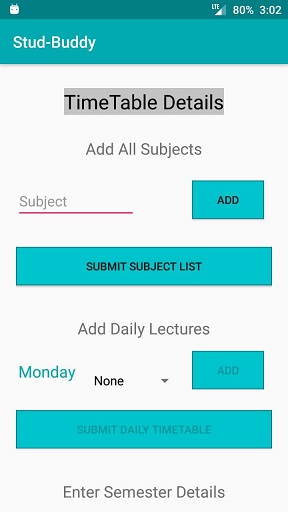 LTE 80% 3:02
Stud-Buddy
TimeTable Details
Add All Subjects
Subject ADD
SUBMIT SUBJECT LIST
Add Daily Lectures
Monday None ADD
SUBMIT DAILY TIMETABLE
Enter Semester Details